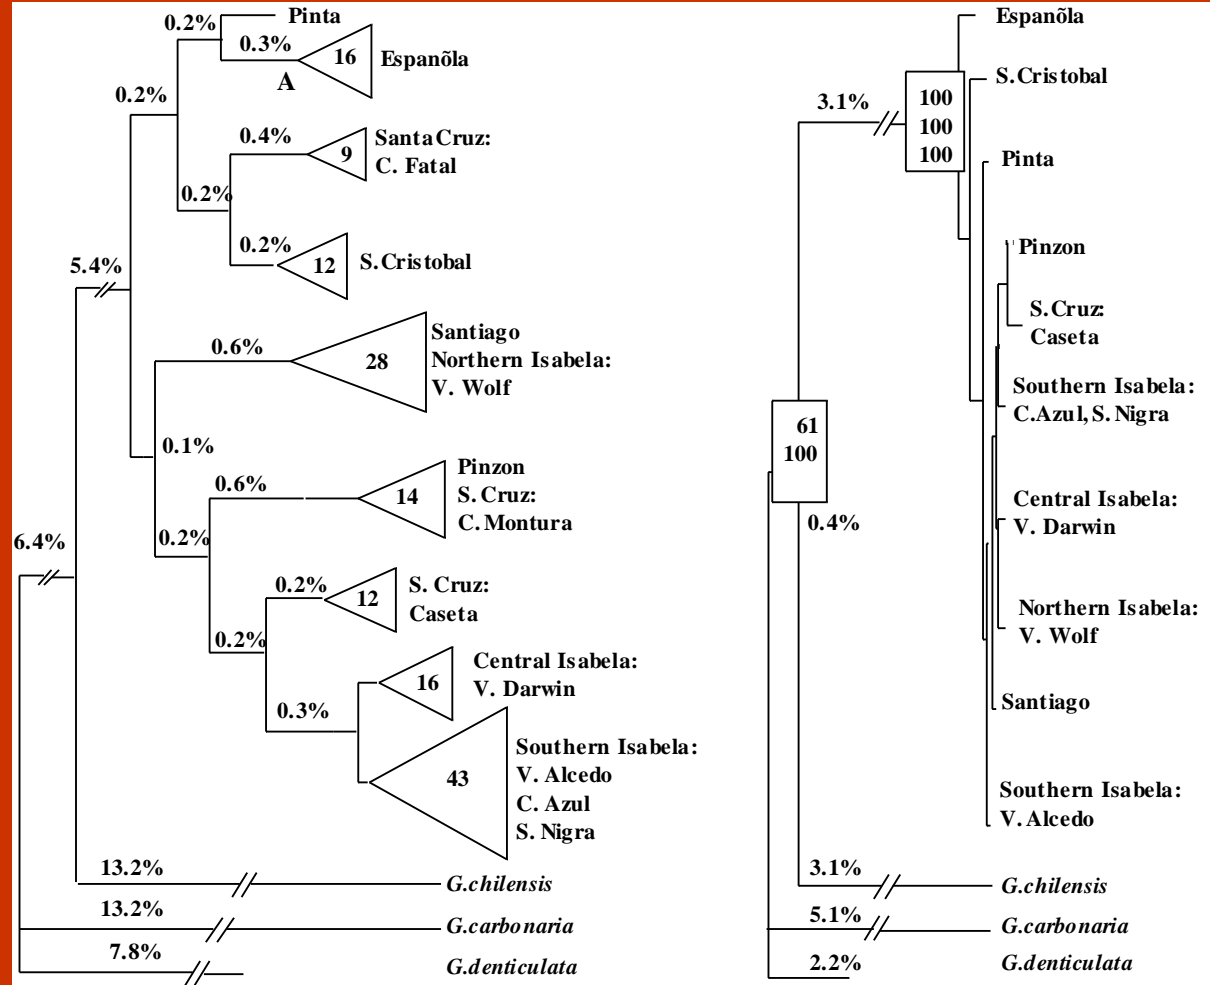 0.2%
Pinta
0.3%
16
Espanõla
A
0.2%
0.4%
9
Santa Cruz:
C. Fatal
0.2%
0.2%
12
S.Cristobal
5.4%
0.6%
28
Santiago
Northern Isabela:
V. Wolf
0.1%
0.6%
14
Pinzon
S. Cruz:
C. Montura
0.2%
6.4%
0.2%
12
S. Cruz:
Caseta
0.2%
16
Central Isabela:
V. Darwin
0.3%
43
Southern Isabela:
V. Alcedo
C. Azul
S. Nigra
13.2%
G.chilensis
13.2%
G.carbonaria
7.8%
G.denticulata
Espanõla
S.Cristobal
3.1%
100
100
100
Pinta
Pinzon
S.Cruz:
Caseta
Southern Isabela:
C.Azul, S. Nigra
61
100
0.4%
Central Isabela:
V. Darwin
Northern Isabela:
V. Wolf
Santiago
Southern Isabela:
V. Alcedo
3.1%
G.chilensis
5.1%
G.carbonaria
2.2%
G.denticulata